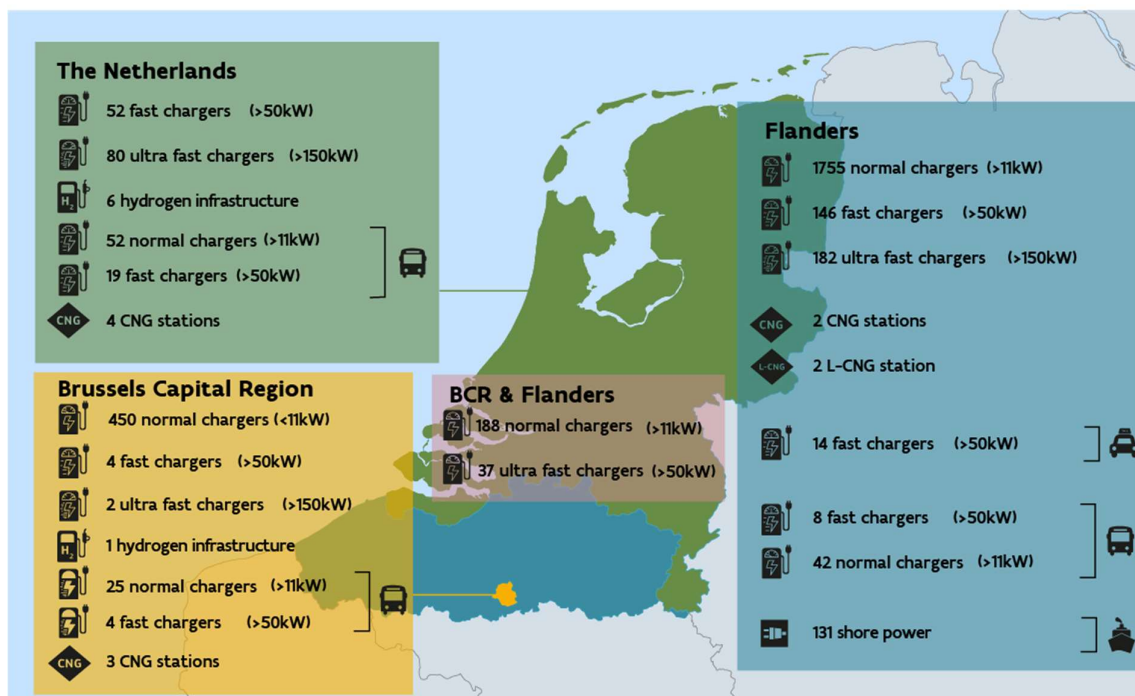 The Netherlands
52 fast chargers (>50kW)
80 ultra fast chargers (>150kW)
H2 6 hydrogen infrastructure
52 normal chargers (>11kW)
19 fast chargers (>50kW)
CNG 4 CNG stations
Brussels Capital Region
450 normal chargers (<11kW)
4 fast chargers (>50kW)
2 ultra fast chargers (>150kW)
H2 1 hydrogen infrastructure
25 normal chargers (>11kW)
4 fast chargers (>50kW)
CNG 3 CNG stations
BCR & Flanders
188 normal chargers (>11kW)
37 ultra fast chargers (>50kW)
Flanders
1755 normal chargers (>11kW)
146 fast chargers (>50kW)
182 ultra fast chargers (>150kW)
CNG 2 CNG stations
L-CNG 2 L-CNG station
14 fast chargers (>50kW)
8 fast chargers (>50kW)
42 normal chargers (>11kW)
131 shore power